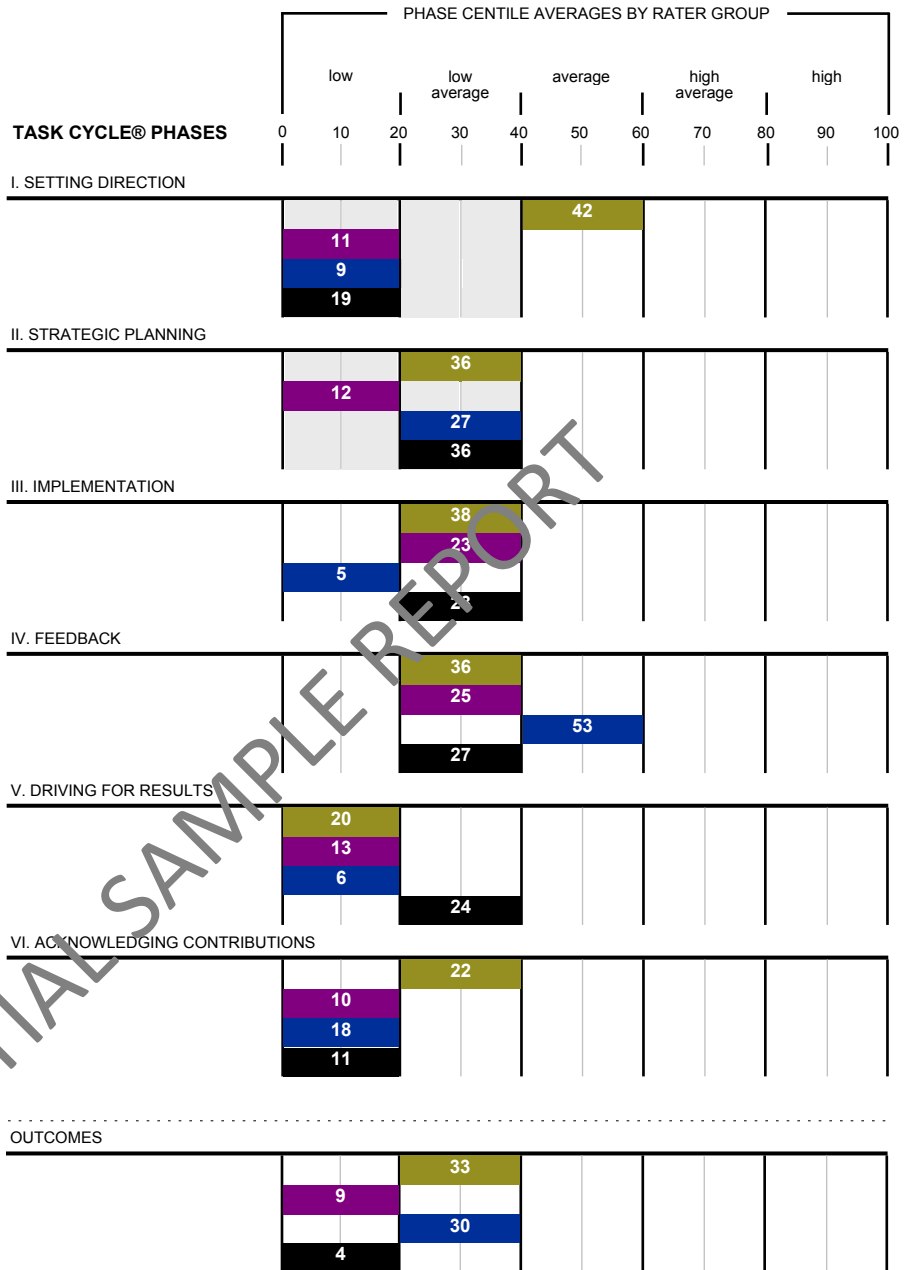 PHASE CENTILE AVERAGES BY RATER GROUP
low low average high high
average average
TASK CYCLE® PHASES 0 10 20 30 40 50 60 70 80 90 100
I. SETTING DIRECTION
42
11
9
19
II. STRATEGIC PLANNING
36
12
27
36
III. IMPLEMENTATION
38
23
5
IV. FEEDBACK
36
25
53
27
V. DRIVING FOR RESULTS
20
13
6
24
VI. ACKNOWLEDGING CONTRIBUTIONS
22
10
18
11
OUTCOMES
33
9
30
4
TIAL SAMPLE REPORT